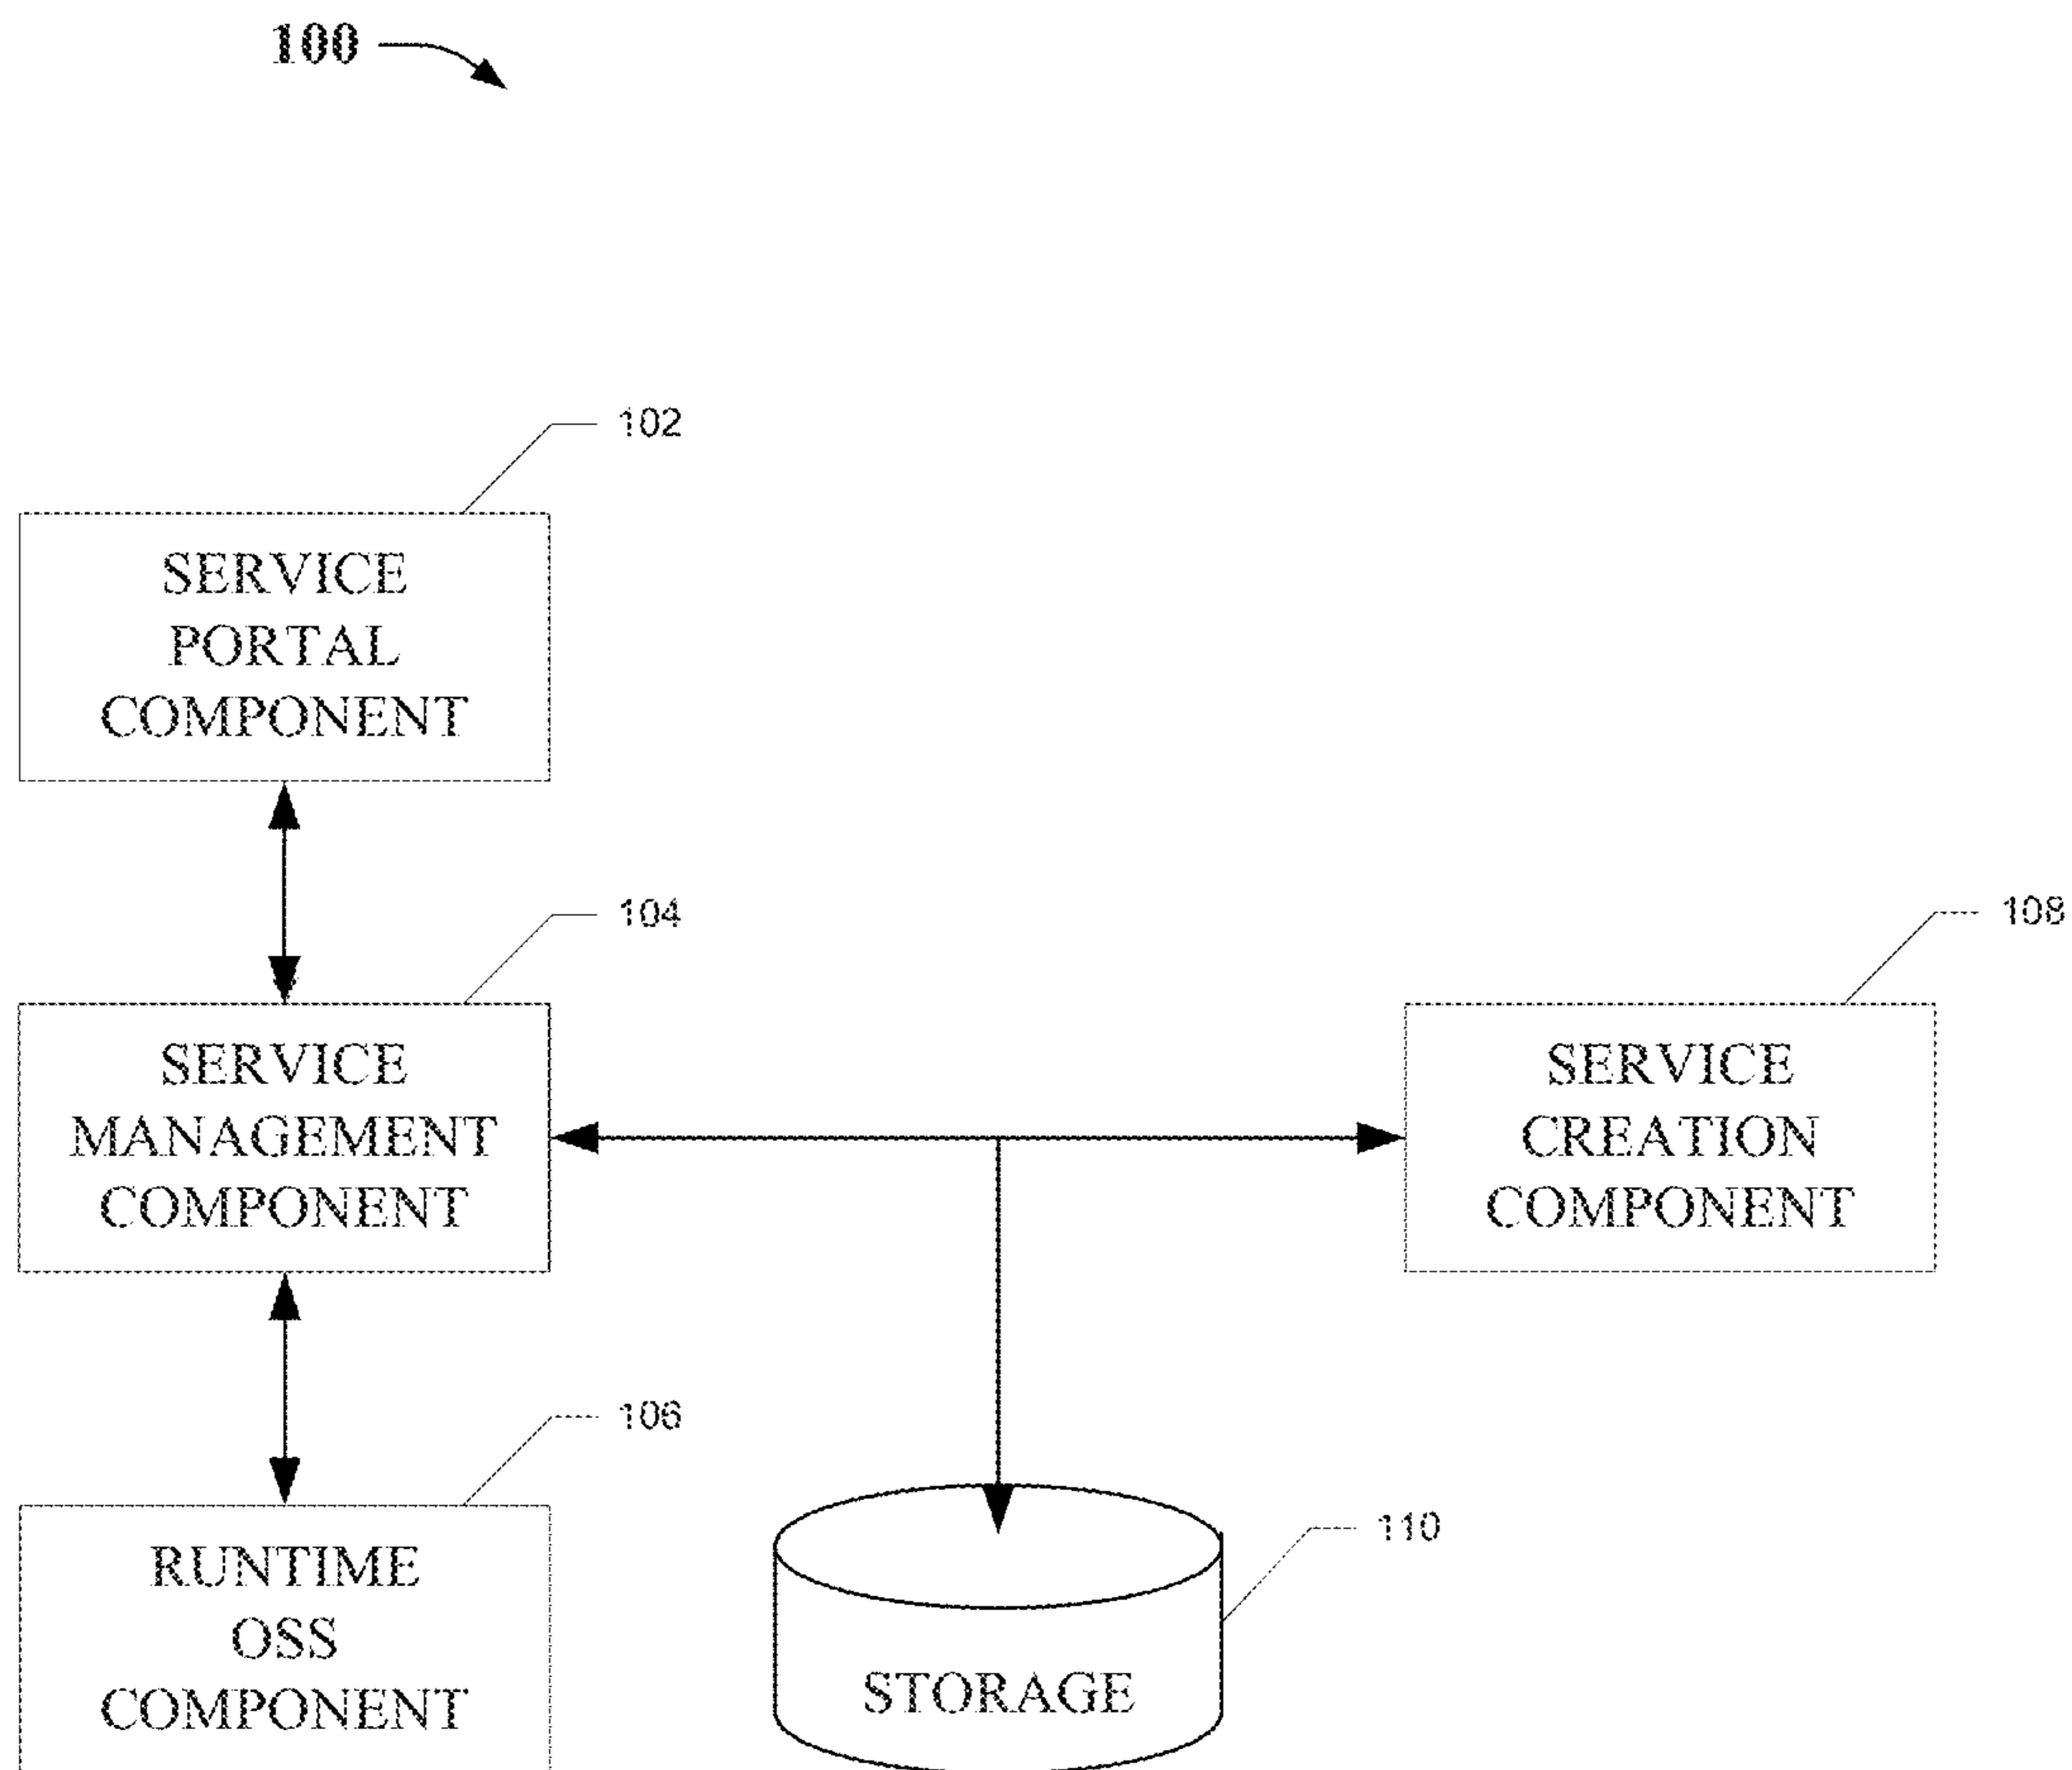 100
102
SERVICE
PORTAL
COMPONENT
104
SERVICE
MANAGEMENT
COMPONENT
108
SERVICE
CREATION
COMPONENT
106
RUNTIME
OSS
COMPONENT
110
STORAGE